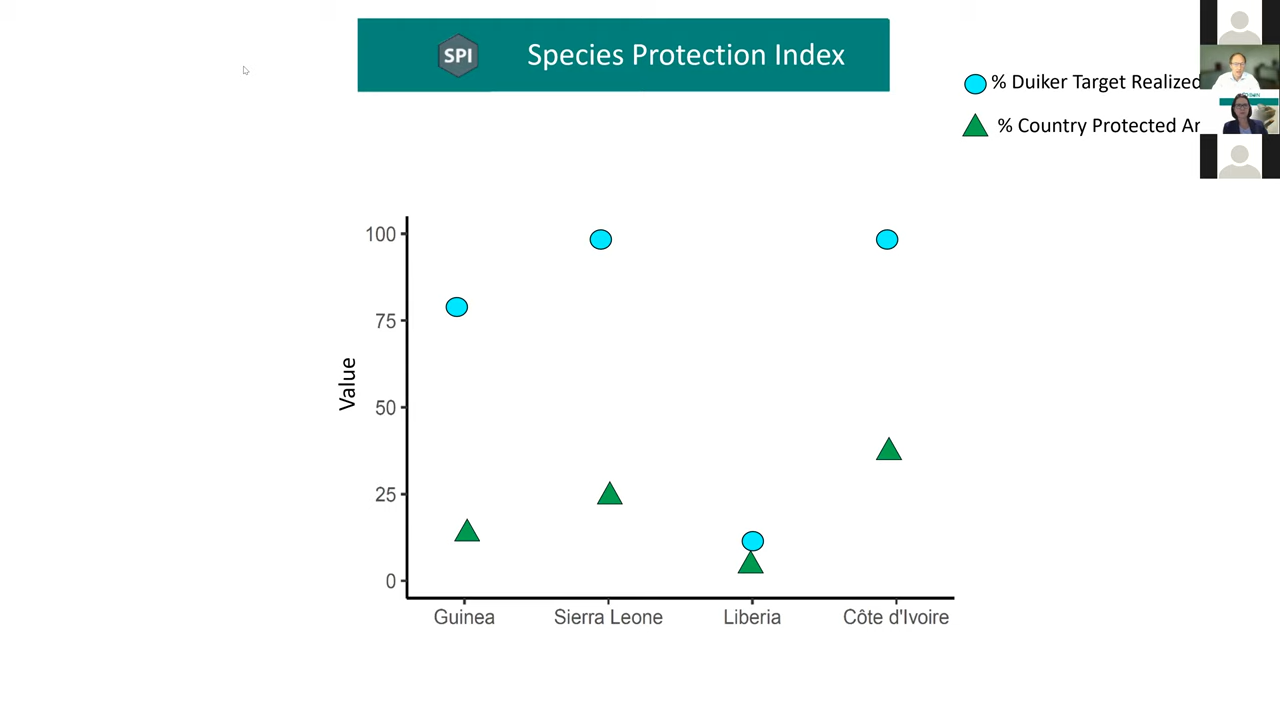 SPI
Species Protection Index
% Duiker Target Realized
% Country Protected Ar
100
75
50
25
0
Value
Guinea
Sierra Leone
Liberia
Côte d'Ivoire